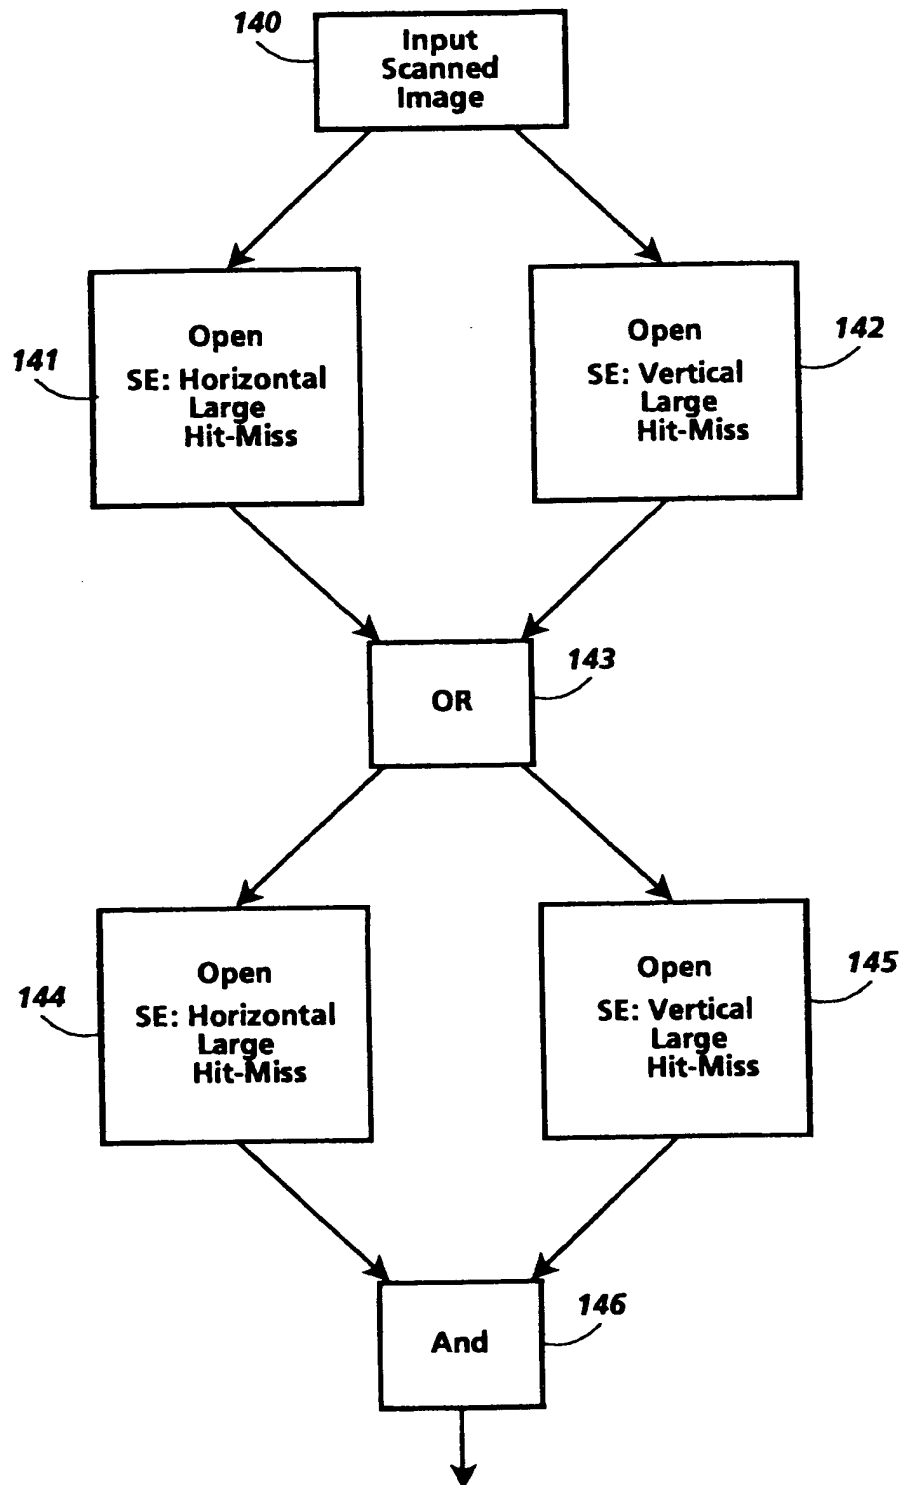 140
Input
Scanned
Image
141
Open
SE: Horizontal
Large
Hit-Miss
142
Open
SE: Vertical
Large
Hit-Miss
143
OR
144
Open
SE: Horizontal
Large
Hit-Miss
145
Open
SE: Vertical
Large
Hit-Miss
146
And